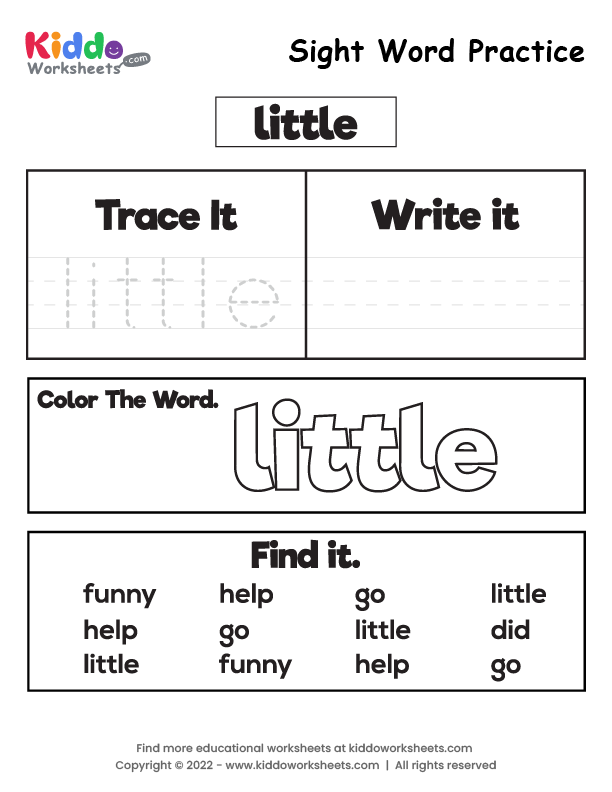 Kiddo
Worksheets .com
Sight Word Practice
little
Trace It
Write it
little
Color The Word.
little
Find it.
funny help go little
help go little did
little funny help go
Find more educational worksheets at kiddoworksheets.com
Copyright © 2022 - www.kiddoworksheets.com | All rights reserved